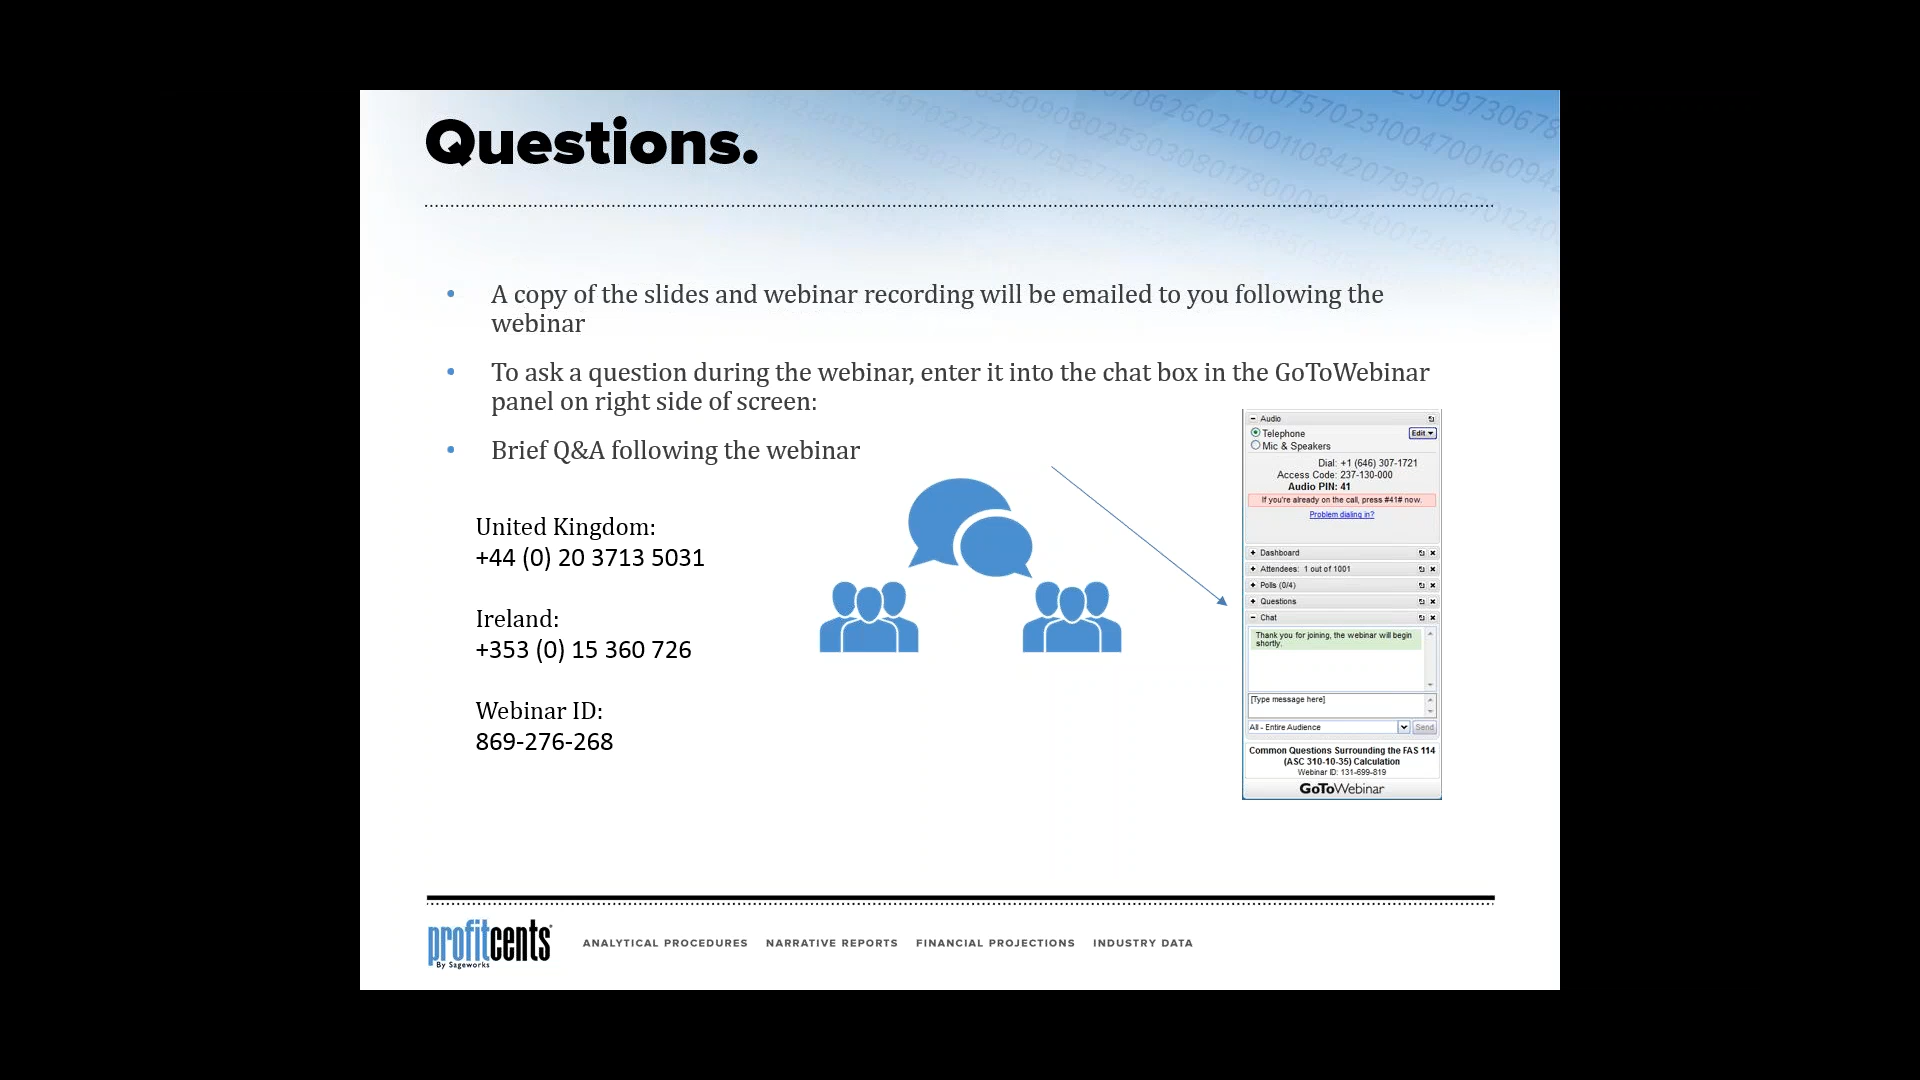 Questions.
A copy of the slides and webinar recording will be emailed to you following the
webinar
To ask a question during the webinar, enter it into the chat box in the GoToWebinar
panel on right side of screen:
Brief Q&A following the webinar
United Kingdom:
+44 (0) 20 3713 5031
Ireland:
+353 (0) 15 360 726
Webinar ID:
869-276-268
Audio
Telephone
Edit
Mic & Speakers
Dial: +1 (646) 307-1721
Access Code: 237-130-000
Audio PIN: 41
If you're already on the call, press #41# now.
Problem dialing in?
Dashboard
Attendees: 1 out of 1001
Polls (0/4)
Questions
Chat
Thank you for joining, the webinar will begin
shortly.
[Type message here]
All - Entire Audience
Send
Common Questions Surrounding the FAS 114
(ASC 310-10-35) Calculation
Webinar ID: 131-699-819
GoToWebinar
profitcents
By Sageworks
ANALYTICAL PROCEDURES NARRATIVE REPORTS FINANCIAL PROJECTIONS INDUSTRY DATA